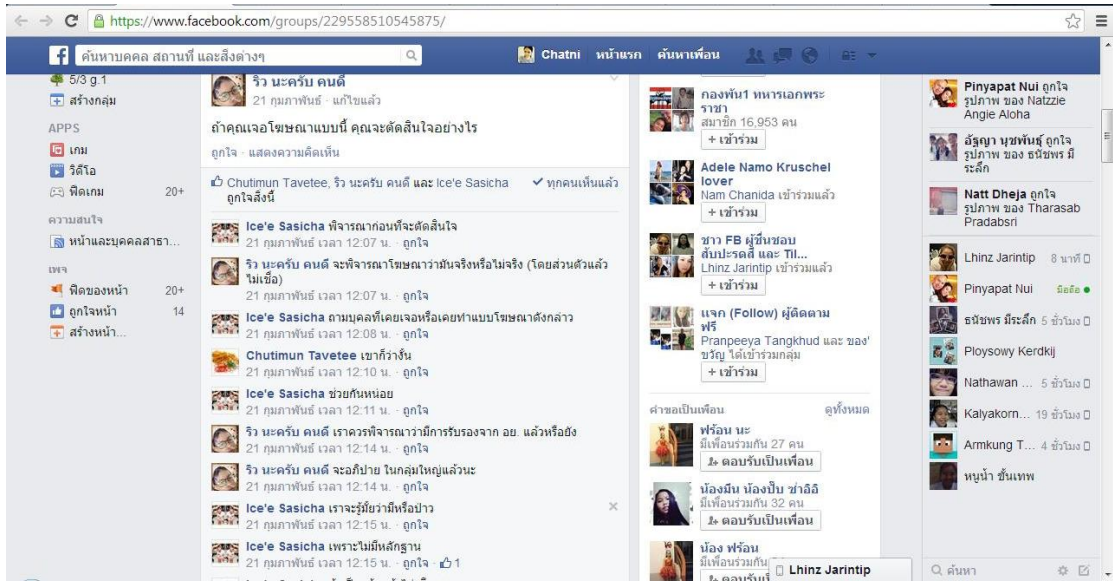 https://www.facebook.com/groups/229558510545875/
ค้นหาบุคคล สถานที่ และสิ่งต่างๆ
Chatni หน้าแรก ค้นหาเพื่อน
5/3 g.1
สร้างกลุ่ม
APPS
เกม
วิดีโอ
ฟีดเกม 20+
ความสนใจ
หน้าและบุคคลสาธา...
เพจ
ฟีดของหน้า 20+
ถูกใจหน้า 14
สร้างหน้า...
ริว นะครับ คนดี
21 กุมภาพันธ์ · แก้ไขแล้ว
ถ้าคุณเจอโฆษณาแบบนี้ คุณจะตัดสินใจอย่างไร
ถูกใจ · แสดงความคิดเห็น
Chutimun Tavetee, ริว นะครับ คนดี และ Ice'e Sasicha ถูกใจสิ่งนี้
ทุกคนเห็นแล้ว
Ice'e Sasicha พิจารณาก่อนที่จะตัดสินใจ
21 กุมภาพันธ์ เวลา 12:07 น. · ถูกใจ
ริว นะครับ คนดี จะพิจารณาโฆษณาว่ามันจริงหรือไม่จริง (โดยส่วนตัวแล้ว
ไม่เชื่อ)
21 กุมภาพันธ์ เวลา 12:07 น. · ถูกใจ
Ice'e Sasicha ถามบุคลที่เคยเจอหรือเคยทำแบบโฆษณาดังกล่าว
21 กุมภาพันธ์ เวลา 12:08 น. · ถูกใจ
Chutimun Tavetee เขาก็ว่างั้น
21 กุมภาพันธ์ เวลา 12:10 น. · ถูกใจ
Ice'e Sasicha ช่วยกันหน่อย
21 กุมภาพันธ์ เวลา 12:11 น. · ถูกใจ
ริว นะครับ คนดี เราควรพิจารณาว่ามีการรับรองจาก อย. แล้วหรือยัง
21 กุมภาพันธ์ เวลา 12:14 น. · ถูกใจ
ริว นะครับ คนดี จะอภิปาย ในกลุ่มใหญ่แล้วนะ
21 กุมภาพันธ์ เวลา 12:14 น. · ถูกใจ
Ice'e Sasicha เราจะรู้มั้ยว่ามีหรือป่าว
21 กุมภาพันธ์ เวลา 12:15 น. · ถูกใจ
Ice'e Sasicha เพราะไม่มีหลักฐาน
21 กุมภาพันธ์ เวลา 12:15 น. · ถูกใจ · 1
กองพัน1 ทหารเอกพระ
ราชา
สมาชิก 16,953 คน
+ เข้าร่วม
Adele Namo Kruschel
lover
Nam Chanida เข้าร่วมแล้ว
+ เข้าร่วม
ชาว FB ผู้ชื่นชอบ
สับปะรดสี และ Til...
Lhinz Jarintip เข้าร่วมแล้ว
+ เข้าร่วม
แจก (Follow) ผู้ติดตาม
ฟรี
Pranpeeya Tangkhud และ ของ'
ขวัญ ได้เข้าร่วมกลุ่ม
+ เข้าร่วม
คำขอเป็นเพื่อน ดูทั้งหมด
ฟร้อน นะ
มีเพื่อนร่วมกัน 27 คน
ตอบรับเป็นเพื่อน
น้องมีน น้องปั๊บ ซ่าอิอิ
มีเพื่อนร่วมกัน 32 คน
ตอบรับเป็นเพื่อน
น้อง ฟร้อน
มีเพื่อนร่วมกัน
Pinyapat Nui ถูกใจ
รูปภาพ ของ Natzzie
Angie Aloha
อัฐญา นุชพันธุ์ ถูกใจ
รูปภาพ ของ ธนัชพร มี
ระลึก
Natt Dheja ถูกใจ
รูปภาพ ของ Tharasab
Pradabsri
Lhinz Jarintip 8 นาที
Pinyapat Nui มือถือ
ธนัชพร มีระลึก 5 ชั่วโมง
Ploysowy Kerdkij
Nathawan ... 5 ชั่วโมง
Kalyakorn... 19 ชั่วโมง
Armkung T... 4 ชั่วโมง
หนูน้ำ ขั้นเทพ
Lhinz Jarintip
ค้นหา